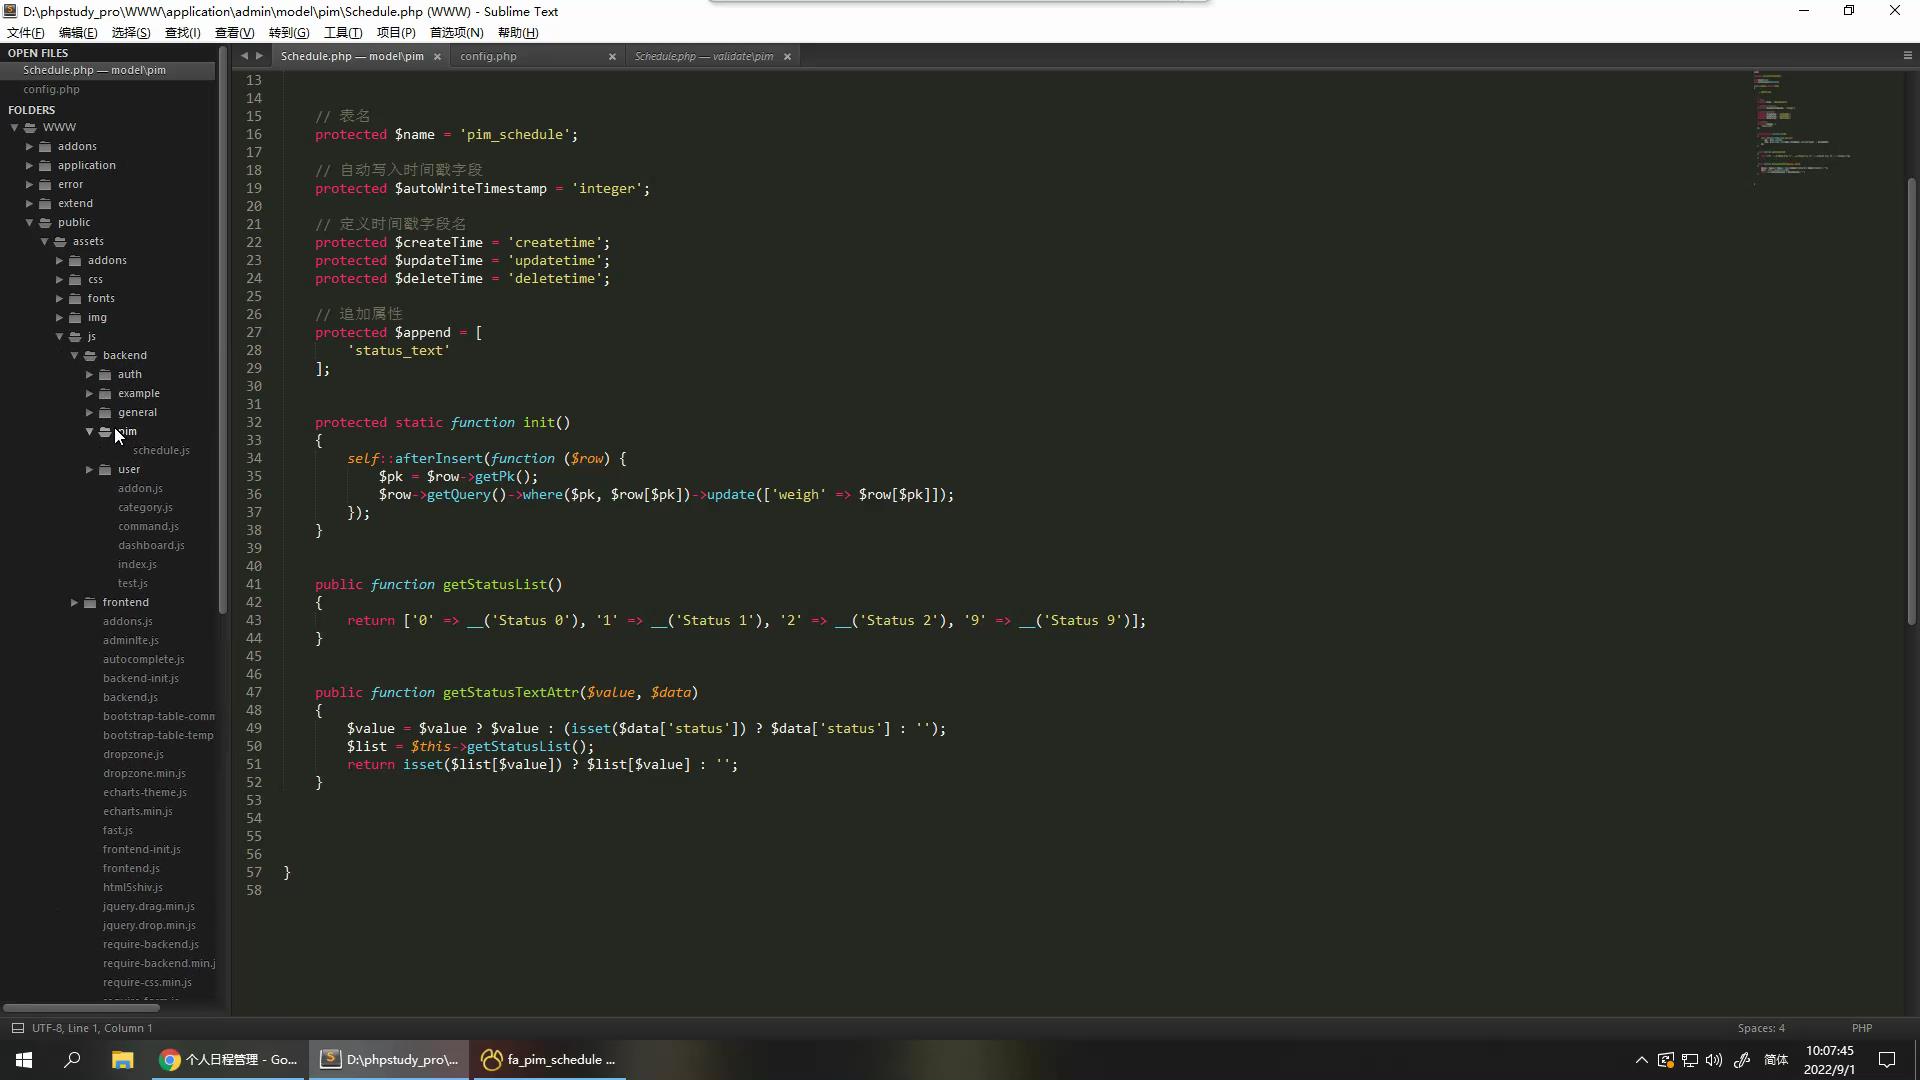 D:\phpstudy_pro\WWW\application\admin\model\pim\Schedule.php (WWW) - Sublime Text
文件(F) 编辑(E) 选择(S) 查找(I) 查看(V) 转到(G) 工具(T) 项目(P) 首选项(N) 帮助(H)
OPEN FILES
Schedule.php — model\pim
config.php
FOLDERS
WWW
addons
application
error
extend
public
assets
addons
css
fonts
img
js
backend
auth
example
general
pim
schedule.js
user
addon.js
category.js
command.js
dashboard.js
index.js
test.js
frontend
addons.js
adminlte.js
autocomplete.js
backend-init.js
backend.js
bootstrap-table-comm
bootstrap-table-temp
dropzone.js
dropzone.min.js
echarts-theme.js
echarts.min.js
fast.js
frontend-init.js
frontend.js
html5shiv.js
jquery.drag.min.js
jquery.drop.min.js
require-backend.js
require-backend.min.j
require-css.min.js
Schedule.php — model\pim × config.php × Schedule.php — validate\pim ×
13
14
15 // 表名
16 protected $name = 'pim_schedule';
17
18 // 自动写入时间戳字段
19 protected $autoWriteTimestamp = 'integer';
20
21 // 定义时间戳字段名
22 protected $createTime = 'createtime';
23 protected $updateTime = 'updatetime';
24 protected $deleteTime = 'deletetime';
25
26 // 追加属性
27 protected $append = [
28 'status_text'
29 ];
30
31
32 protected static function init()
33 {
34 self::afterInsert(function ($row) {
35 $pk = $row->getPk();
36 $row->getQuery()->where($pk, $row[$pk])->update(['weigh' => $row[$pk]]);
37 });
38 }
39
40
41 public function getStatusList()
42 {
43 return ['0' => __('Status 0'), '1' => __('Status 1'), '2' => __('Status 2'), '9' => __('Status 9')];
44 }
45
46
47 public function getStatusTextAttr($value, $data)
48 {
49 $value = $value ? $value : (isset($data['status']) ? $data['status'] : '');
50 $list = $this->getStatusList();
51 return isset($list[$value]) ? $list[$value] : '';
52 }
53
54
55
56
57 }
58
UTF-8, Line 1, Column 1 Spaces: 4 PHP
个人日程管理 - Go... D:\phpstudy_pro\... fa_pim_schedule ... 简体 10:07:45
2022/9/1